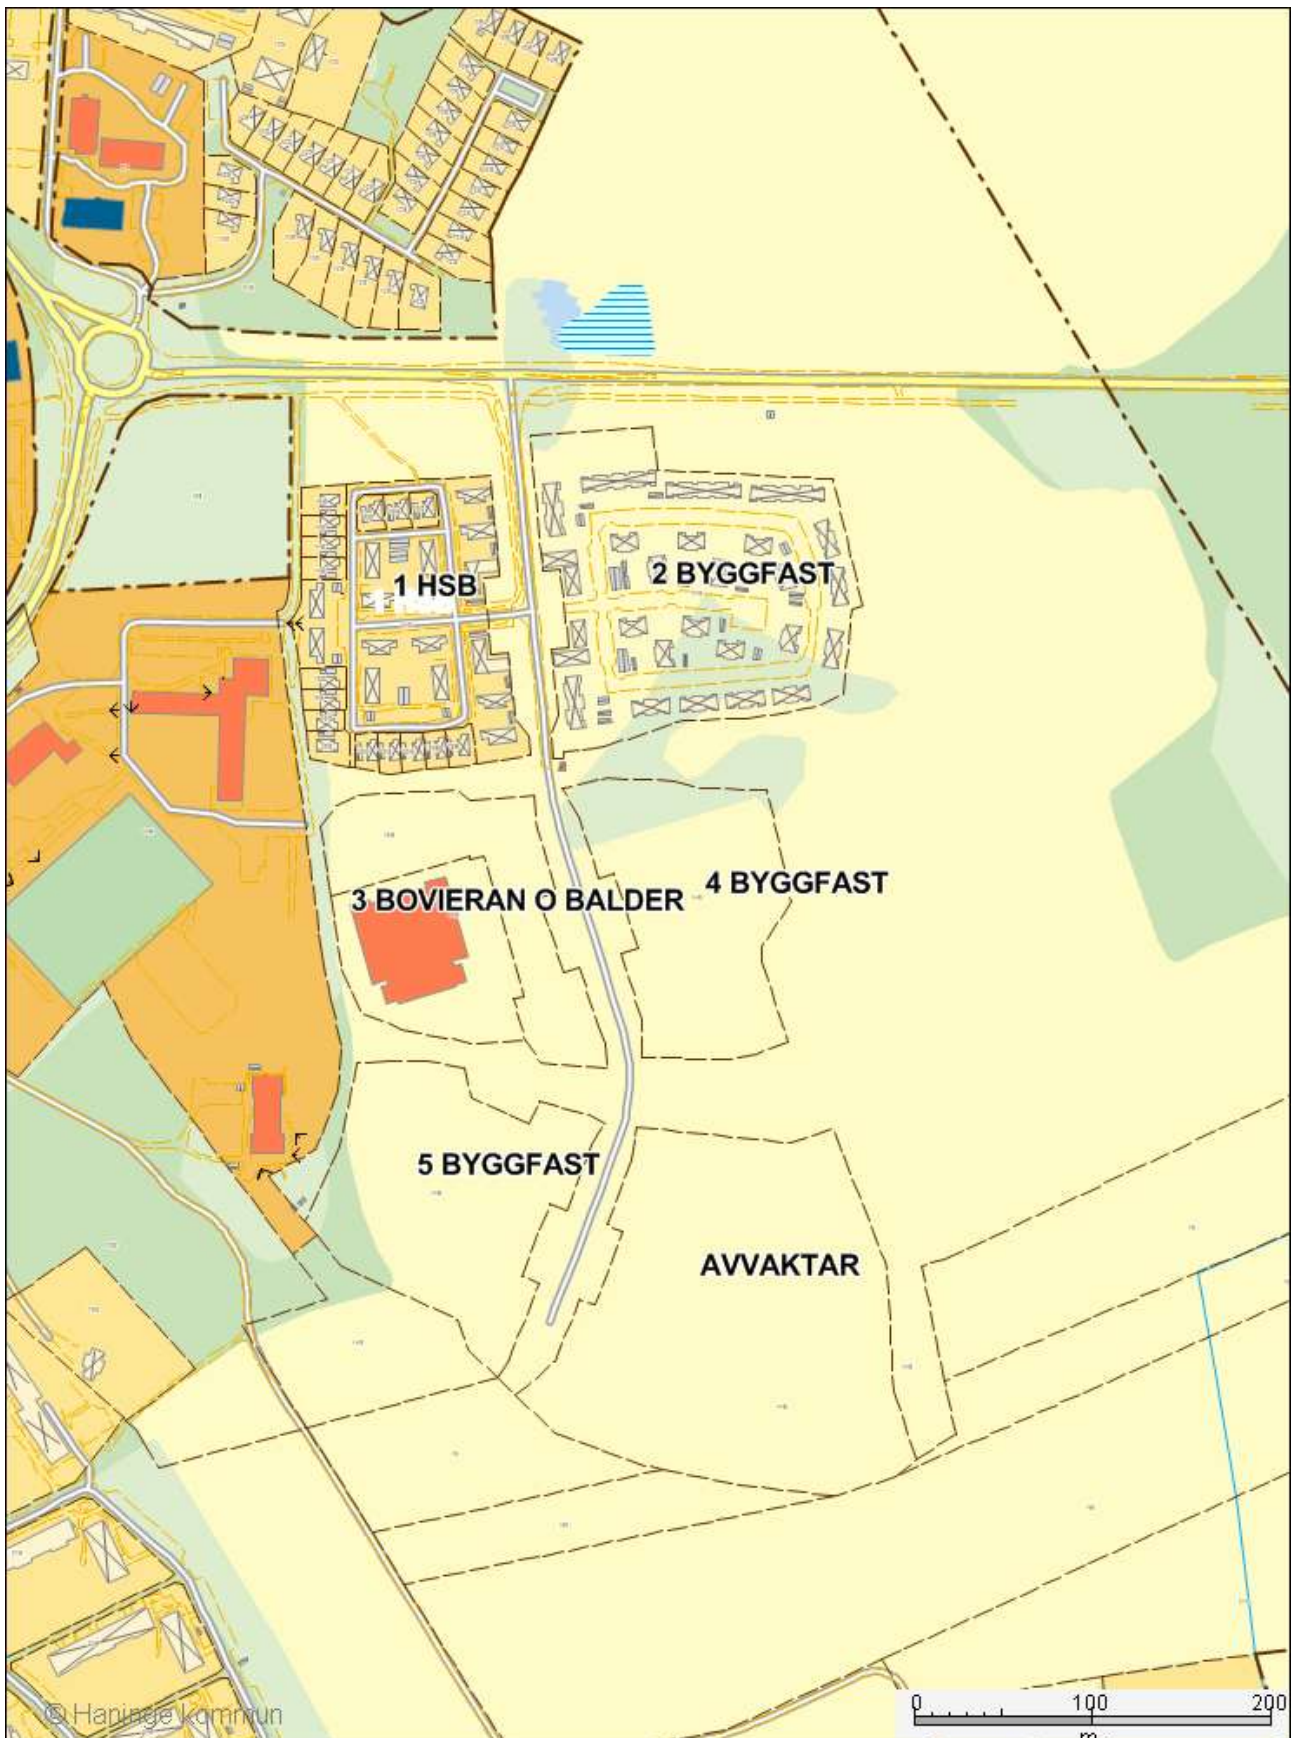 1 HSB
2 BYGGFAST
3 BOVIERAN O BALDER
4 BYGGFAST
5 BYGGFAST
AVVAKTAR
© Haninge kommun
0 100 200
m